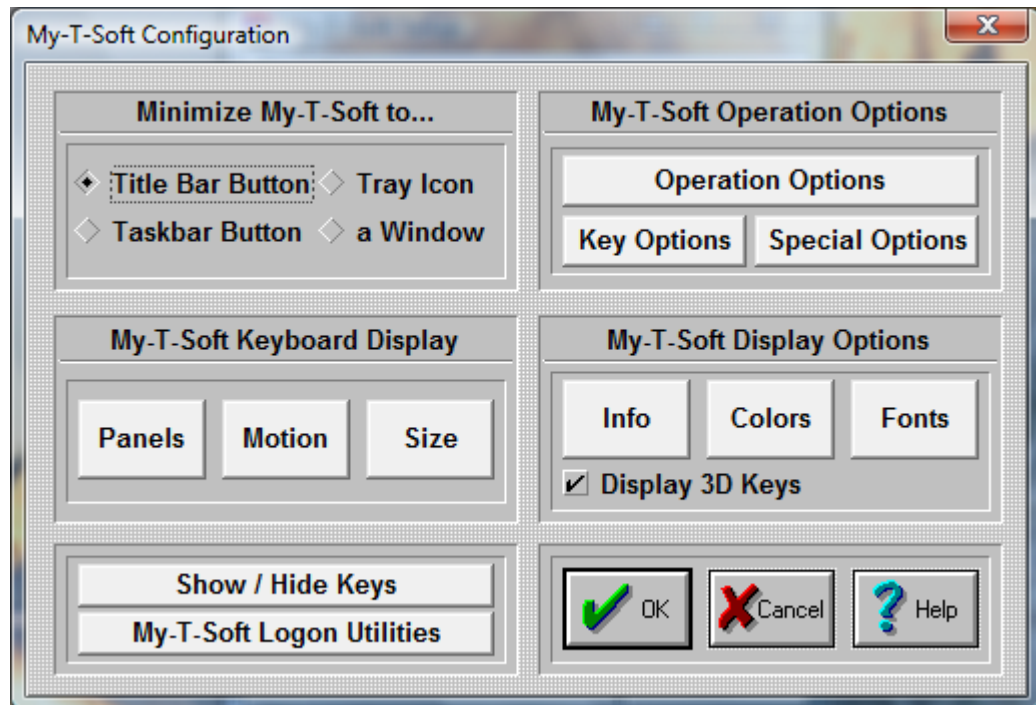 My-T-Soft Configuration
Minimize My-T-Soft to...
Title Bar Button
Tray Icon
Taskbar Button
a Window
My-T-Soft Operation Options
Operation Options
Key Options
Special Options
My-T-Soft Keyboard Display
Panels
Motion
Size
My-T-Soft Display Options
Info
Colors
Fonts
Display 3D Keys
Show / Hide Keys
My-T-Soft Logon Utilities
OK
Cancel
Help